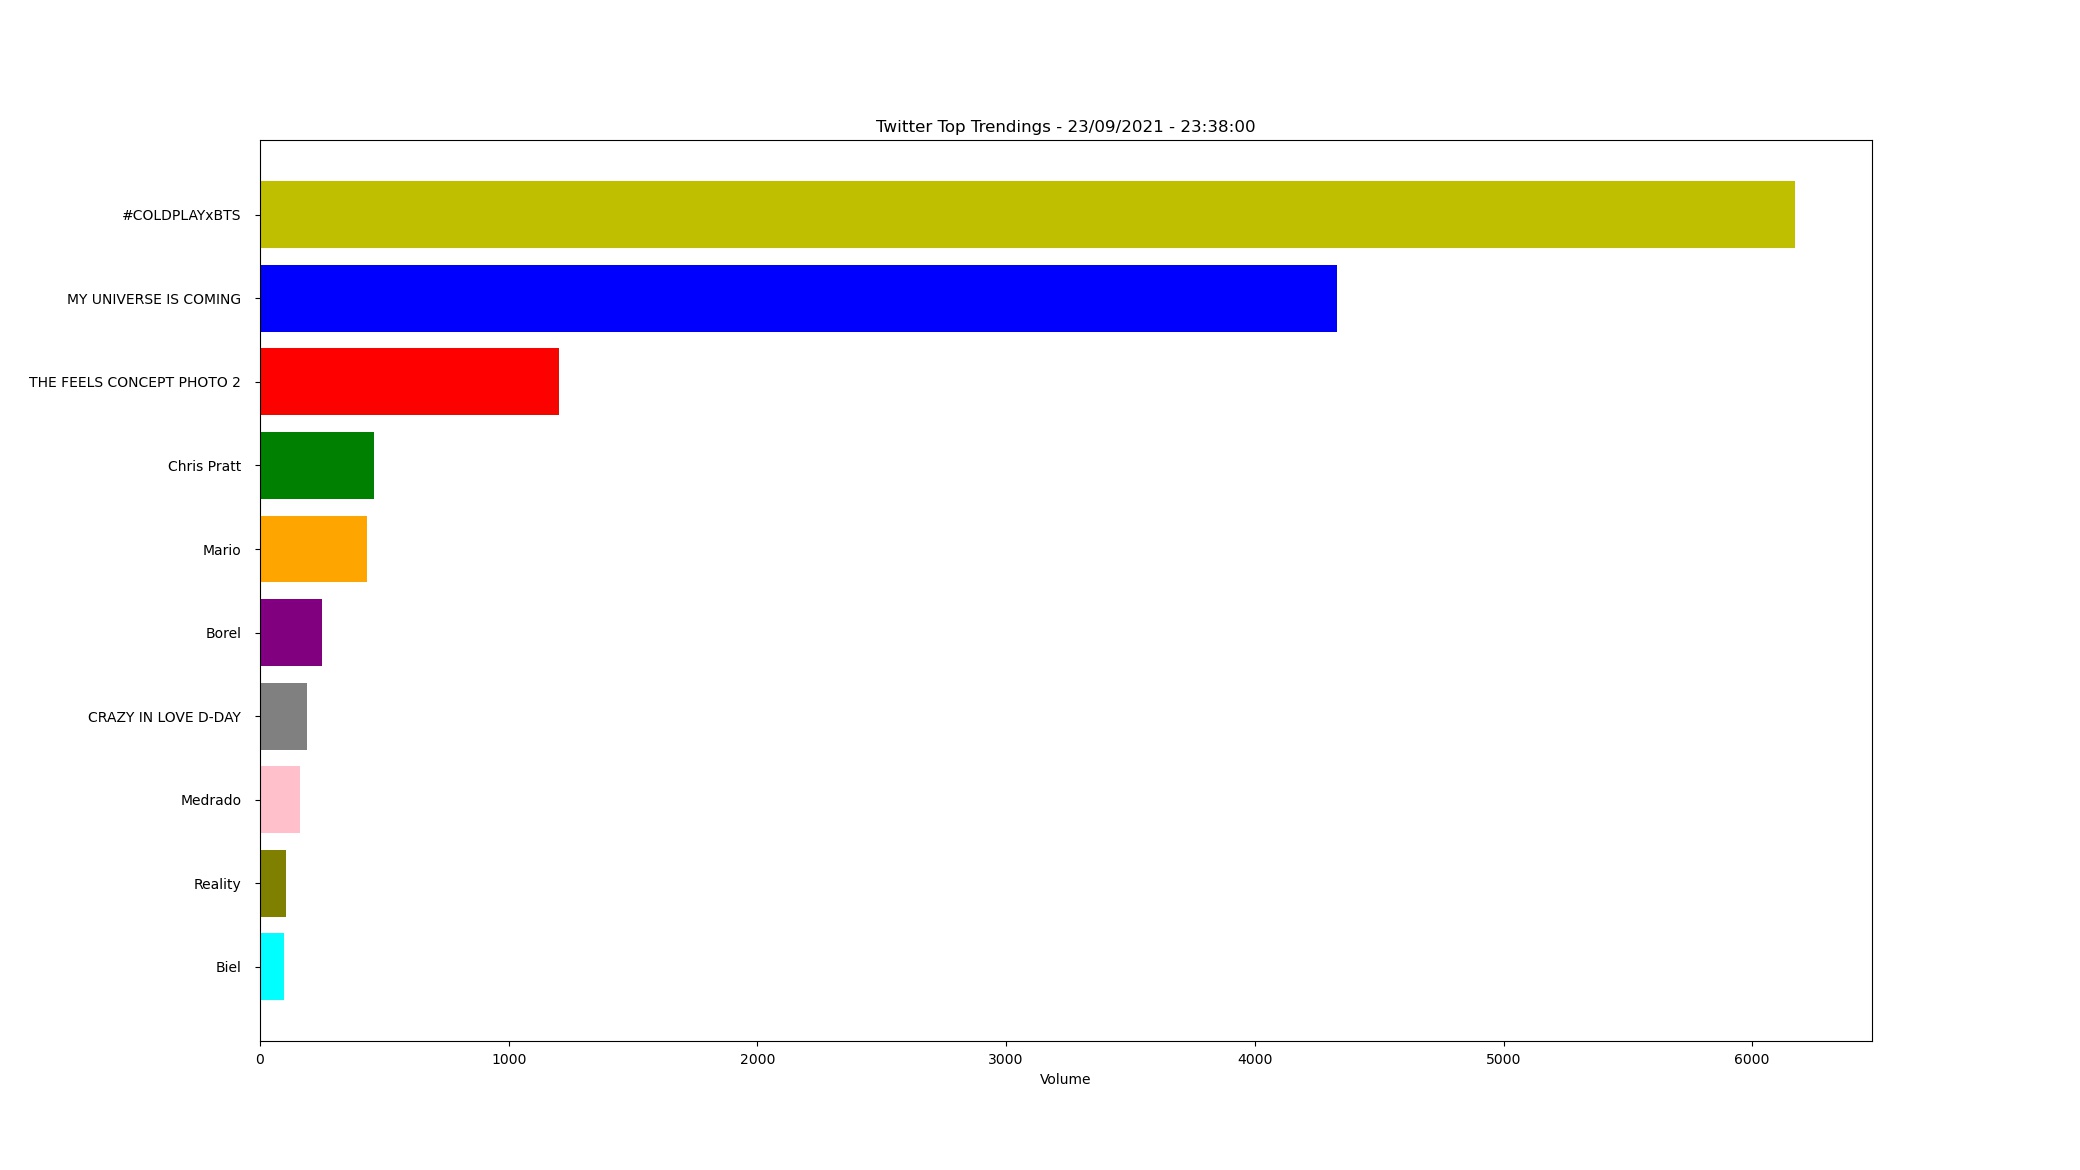 Twitter Top Trendings - 23/09/2021 - 23:38:00
#COLDPLAYxBTS
MY UNIVERSE IS COMING
THE FEELS CONCEPT PHOTO 2
Chris Pratt
Mario
Borel
CRAZY IN LOVE D-DAY
Medrado
Reality
Biel
0 1000 2000 3000 4000 5000 6000
Volume